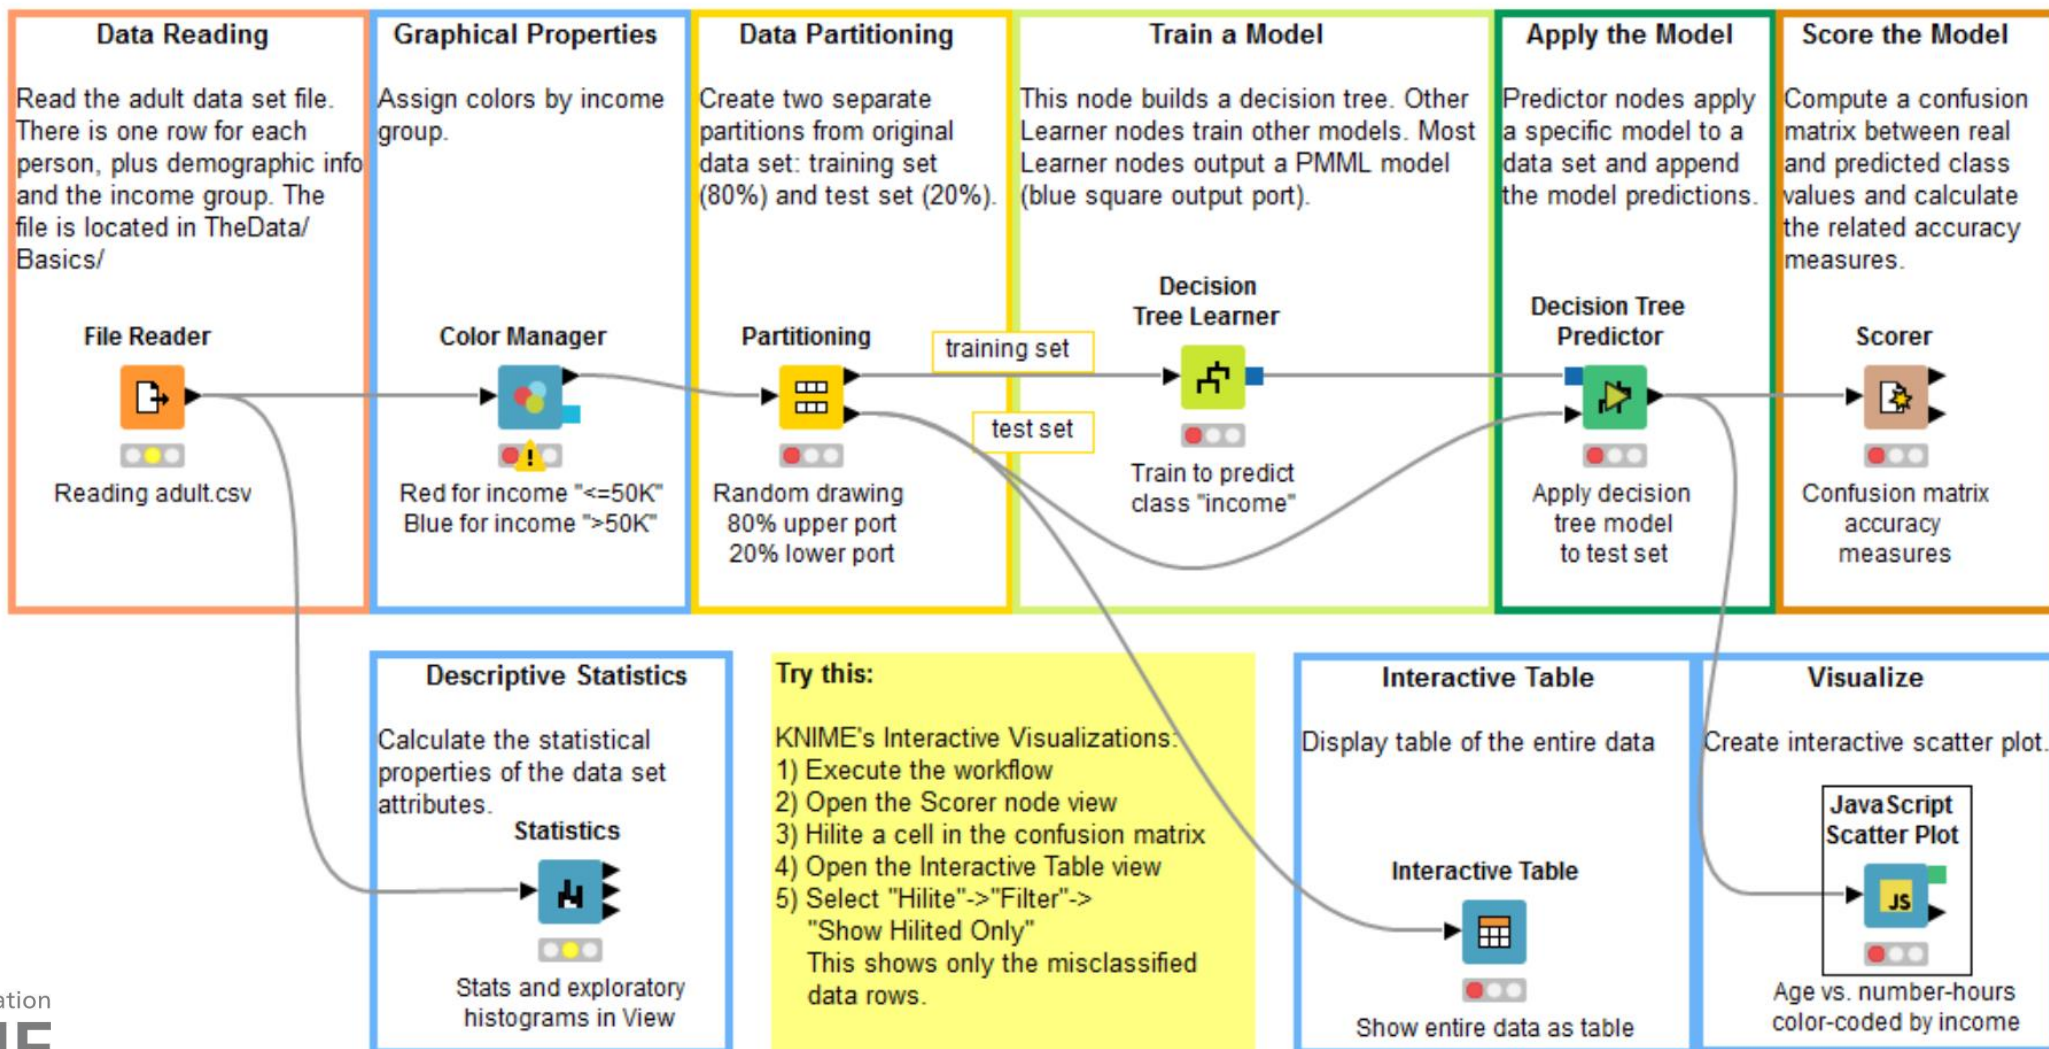 Data Reading
Read the adult data set file.
There is one row for each
person, plus demographic info
and the income group. The
file is located in TheData/
Basics/
File Reader
Reading adult.csv
Graphical Properties
Assign colors by income
group.
Color Manager
Red for income "<=50K"
Blue for income ">50K"
Data Partitioning
Create two separate
partitions from original
data set: training set
(80%) and test set (20%).
Partitioning
Random drawing
80% upper port
20% lower port
training set
test set
Train a Model
This node builds a decision tree. Other
Learner nodes train other models. Most
Learner nodes output a PMML model
(blue square output port).
Decision
Tree Learner
Train to predict
class "income"
Apply the Model
Predictor nodes apply
a specific model to a
data set and append
the model predictions.
Decision Tree
Predictor
Apply decision
tree model
to test set
Score the Model
Compute a confusion
matrix between real
and predicted class
values and calculate
the related accuracy
measures.
Scorer
Confusion matrix
accuracy
measures
Descriptive Statistics
Calculate the statistical
properties of the data set
attributes.
Statistics
Stats and exploratory
histograms in View
Try this:
KNIME's Interactive Visualizations:
1) Execute the workflow
2) Open the Scorer node view
3) Hilite a cell in the confusion matrix
4) Open the Interactive Table view
5) Select "Hilite"->"Filter"->
"Show Hilited Only"
This shows only the misclassified
data rows.
Interactive Table
Display table of the entire data
Interactive Table
Show entire data as table
Visualize
Create interactive scatter plot.
JavaScript
Scatter Plot
JS
Age vs. number-hours
color-coded by income